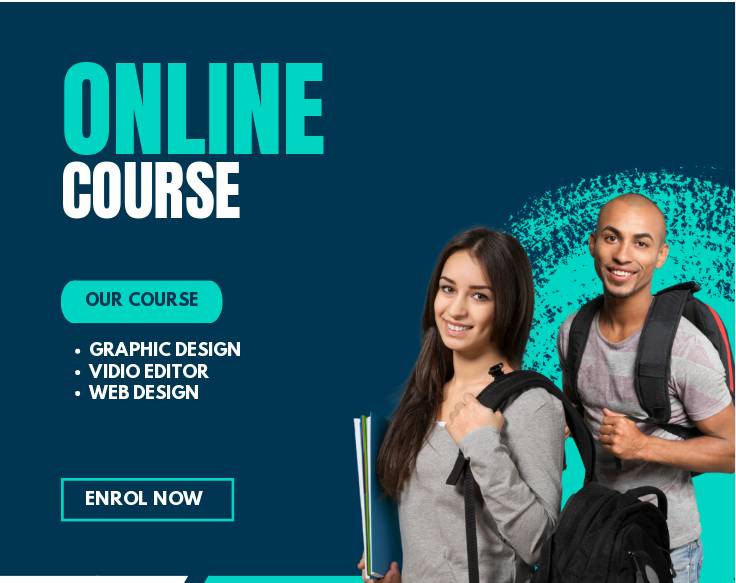 ONLINE
COURSE
OUR COURSE
• GRAPHIC DESIGN
• VIDIO EDITOR
• WEB DESIGN
ENROL NOW